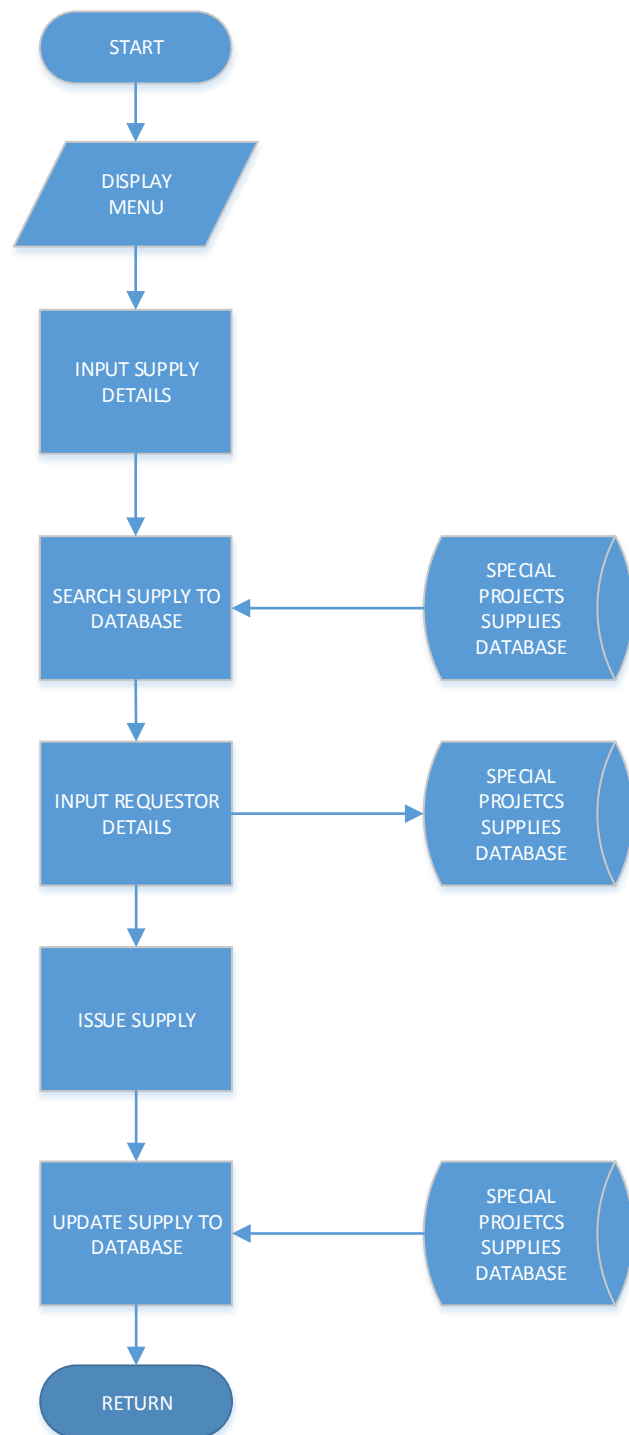 START
DISPLAY
MENU
INPUT SUPPLY
DETAILS
SEARCH SUPPLY TO
DATABASE
SPECIAL
PROJECTS
SUPPLIES
DATABASE
INPUT REQUESTOR
DETAILS
SPECIAL
PROJETCS
SUPPLIES
DATABASE
ISSUE SUPPLY
UPDATE SUPPLY TO
DATABASE
SPECIAL
PROJETCS
SUPPLIES
DATABASE
RETURN